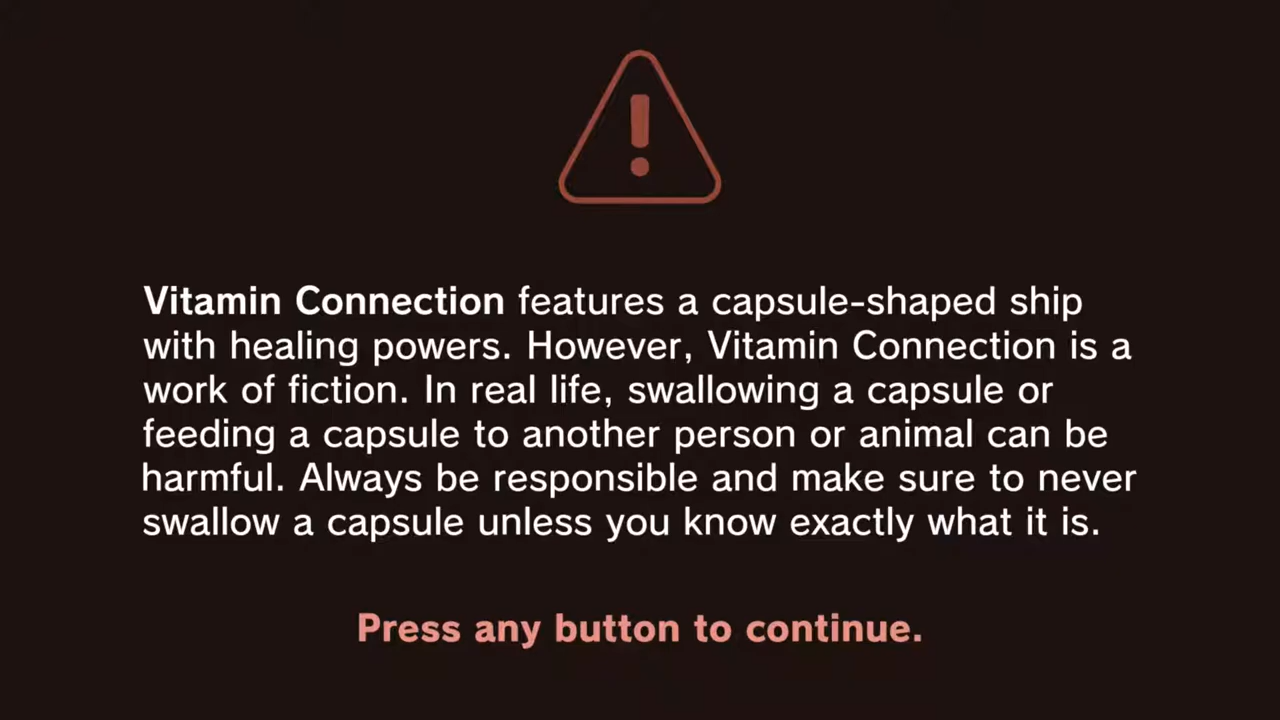 Vitamin Connection features a capsule-shaped ship
with healing powers. However, Vitamin Connection is a
work of fiction. In real life, swallowing a capsule or
feeding a capsule to another person or animal can be
harmful. Always be responsible and make sure to never
swallow a capsule unless you know exactly what it is.
Press any button to continue.